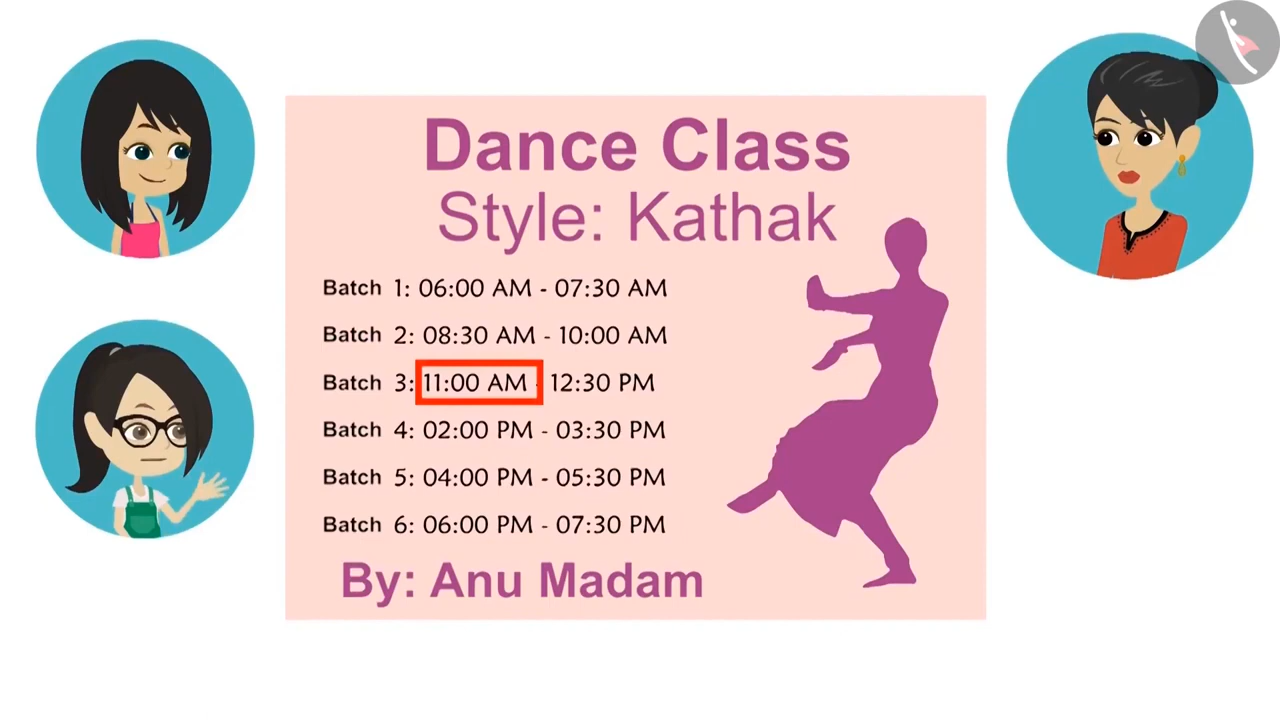 Dance Class
Style: Kathak
Batch 1: 06:00 AM - 07:30 AM
Batch 2: 08:30 AM - 10:00 AM
Batch 3: 11:00 AM - 12:30 PM
Batch 4: 02:00 PM - 03:30 PM
Batch 5: 04:00 PM - 05:30 PM
Batch 6: 06:00 PM - 07:30 PM
By: Anu Madam